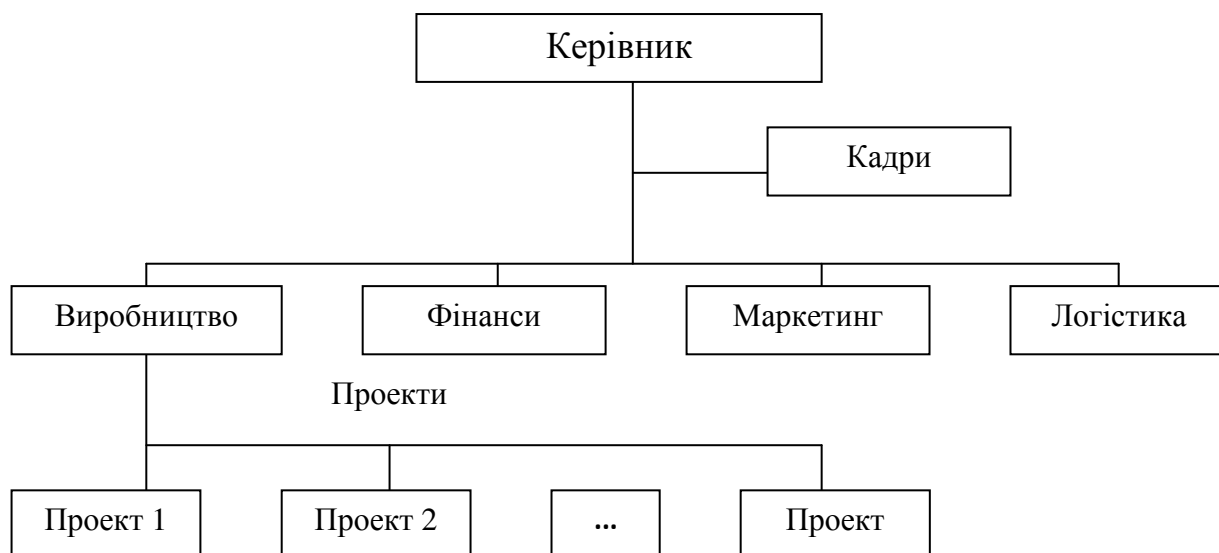 Керівник
Кадри
Виробництво
Фінанси
Маркетинг
Логістика
Проекти
Проект 1
Проект 2
...
Проект